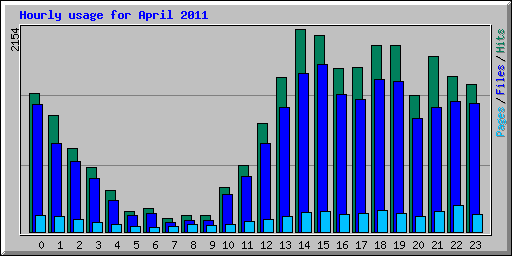 Hourly usage for April 2011
2154
Pages/Files/Hits
0 1 2 3 4 5 6 7 8 9 10 11 12 13 14 15 16 17 18 19 20 21 22 23